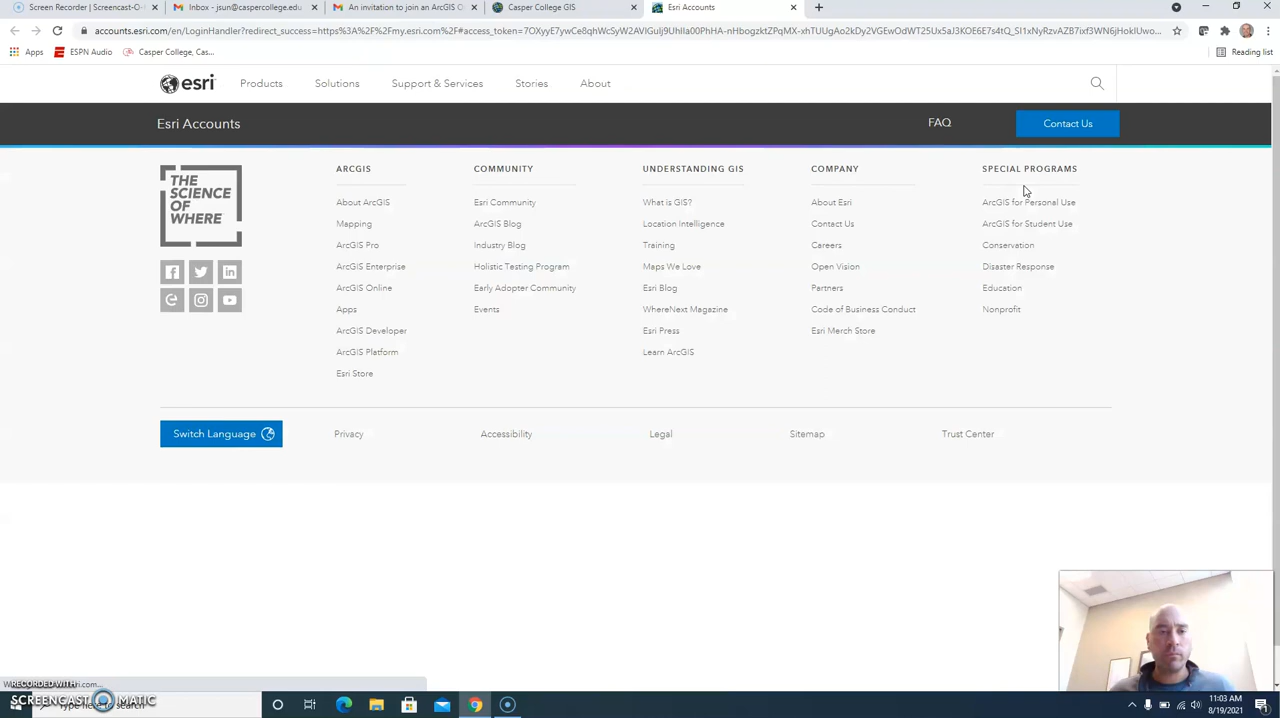 Screen Recorder | Screencast-O-
Inbox - jsun@caspercollege.edu
An invitation to join an ArcGIS O
Casper College GIS
Esri Accounts
Apps
ESPN Audio
Casper College, Cas...
Reading list
esri
Products
Solutions
Support & Services
Stories
About
Esri Accounts
FAQ
Contact Us
THE
SCIENCE
OF
WHERE
ARCGIS
About ArcGIS
Mapping
ArcGIS Pro
ArcGIS Enterprise
ArcGIS Online
Apps
ArcGIS Developer
ArcGIS Platform
Esri Store
COMMUNITY
Esri Community
ArcGIS Blog
Industry Blog
Holistic Testing Program
Early Adopter Community
Events
UNDERSTANDING GIS
What is GIS?
Location Intelligence
Training
Maps We Love
Esri Blog
WhereNext Magazine
Esri Press
Learn ArcGIS
COMPANY
About Esri
Contact Us
Careers
Open Vision
Partners
Code of Business Conduct
Esri Merch Store
SPECIAL PROGRAMS
ArcGIS for Personal Use
ArcGIS for Student Use
Conservation
Disaster Response
Education
Nonprofit
Switch Language
Privacy
Accessibility
Legal
Sitemap
Trust Center
RECORDED WITH
SCREENCAST MATIC
11:03 AM
8/19/2021